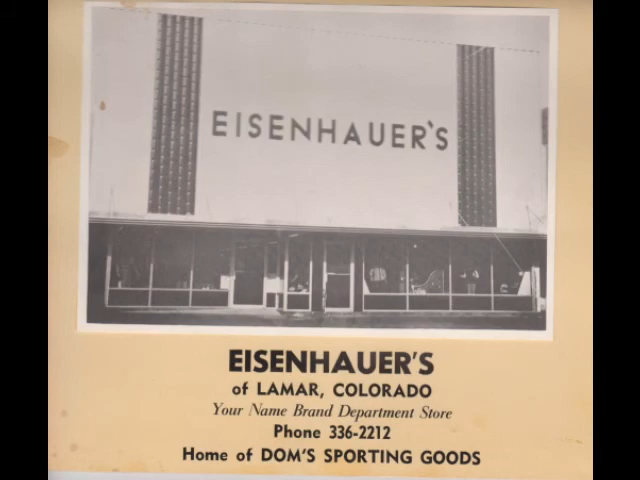 EISENHAUER'S
EISENHAUER'S
of LAMAR, COLORADO
Your Name Brand Department Store
Phone 336-2212
Home of DOM'S SPORTING GOODS